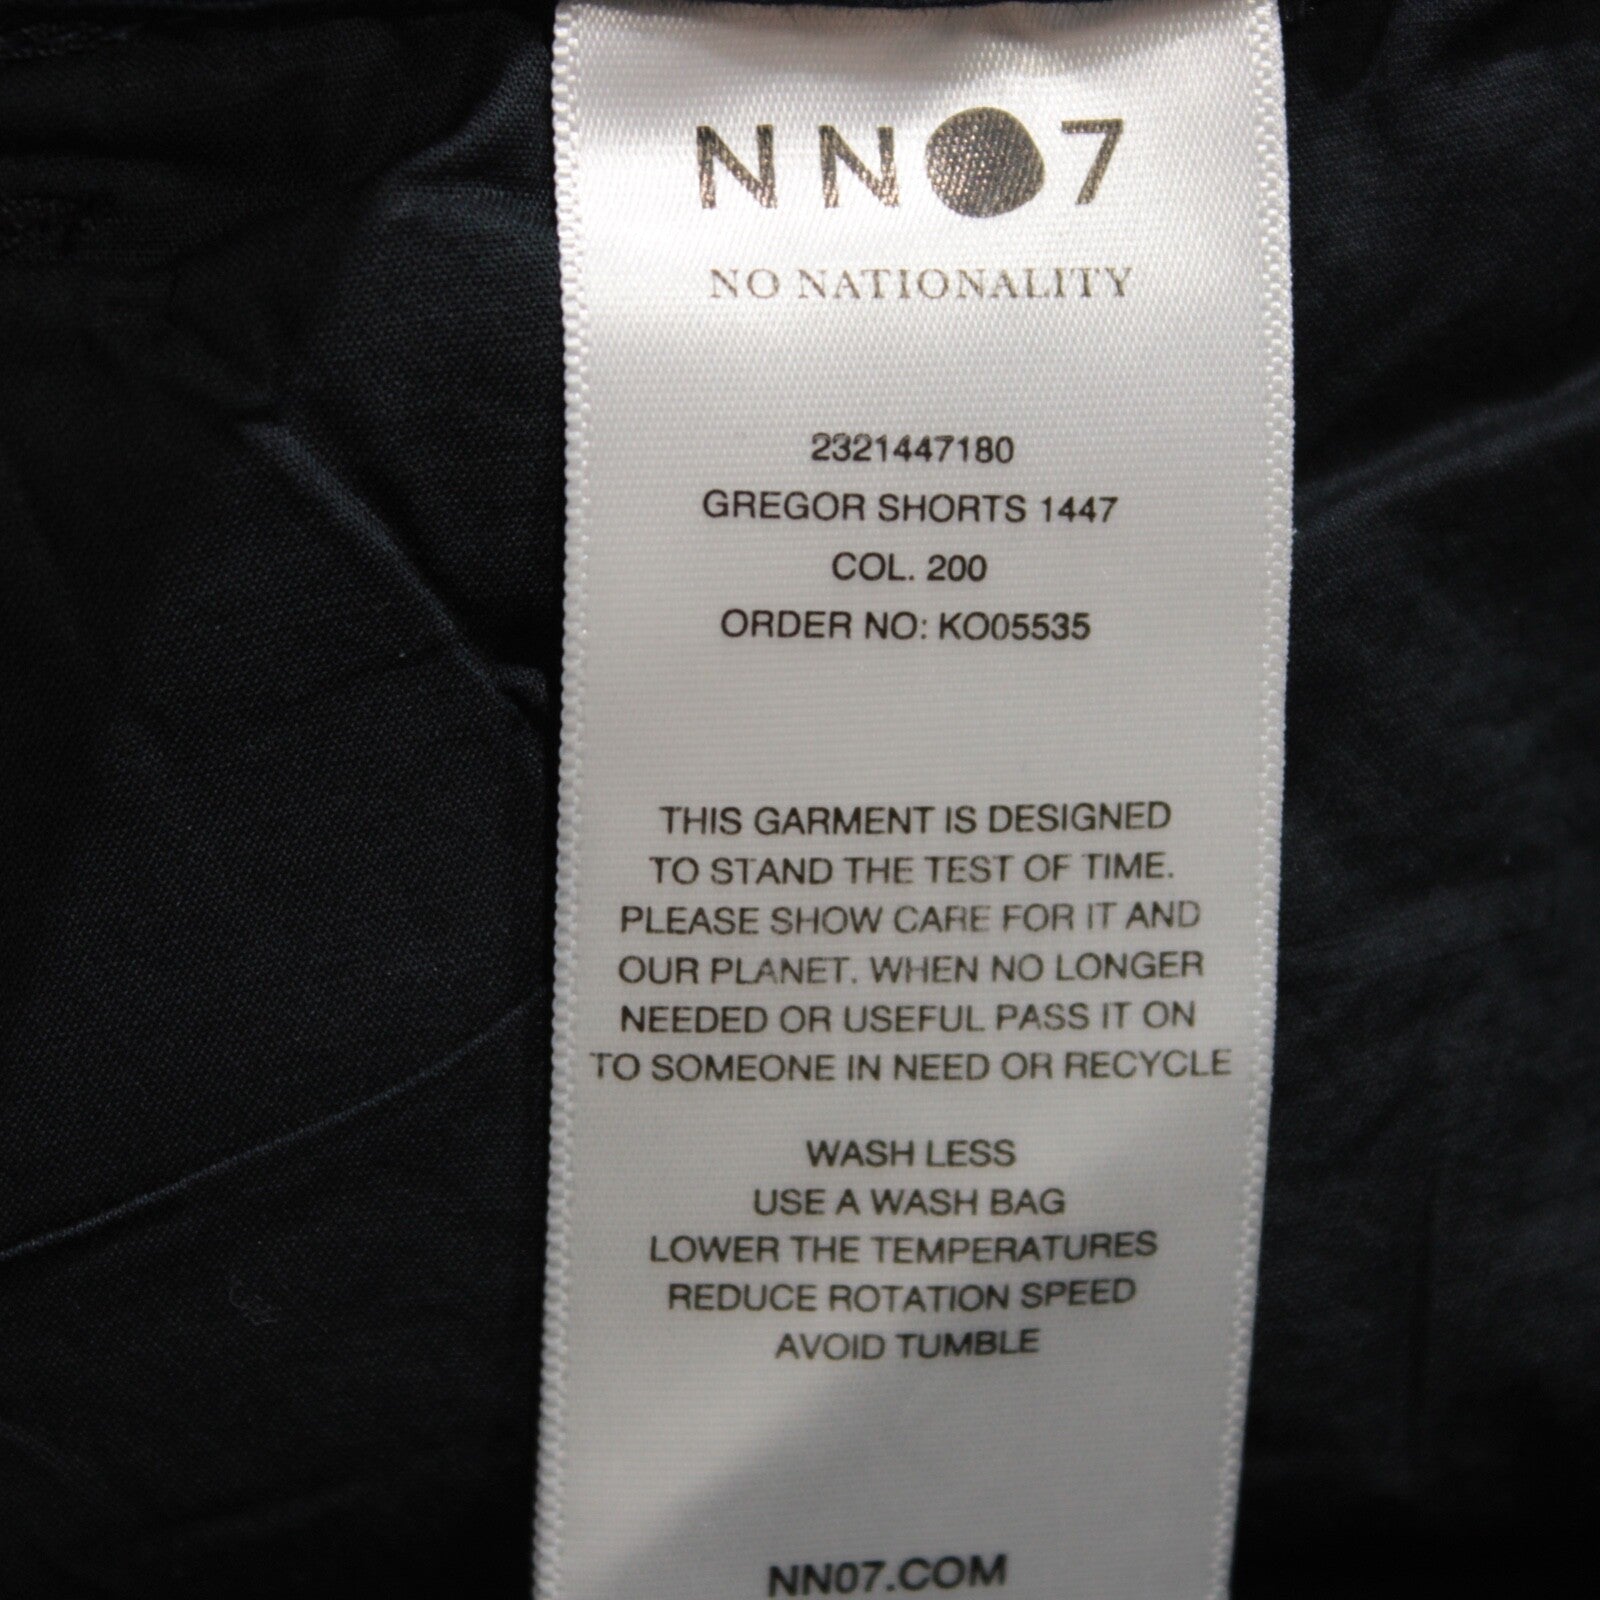 NN07
NO NATIONALITY
2321447180
GREGOR SHORTS 1447
COL. 200
ORDER NO: KO05535
THIS GARMENT IS DESIGNED
TO STAND THE TEST OF TIME.
PLEASE SHOW CARE FOR IT AND
OUR PLANET. WHEN NO LONGER
NEEDED OR USEFUL PASS IT ON
TO SOMEONE IN NEED OR RECYCLE
WASH LESS
USE A WASH BAG
LOWER THE TEMPERATURES
REDUCE ROTATION SPEED
AVOID TUMBLE
NN07.COM